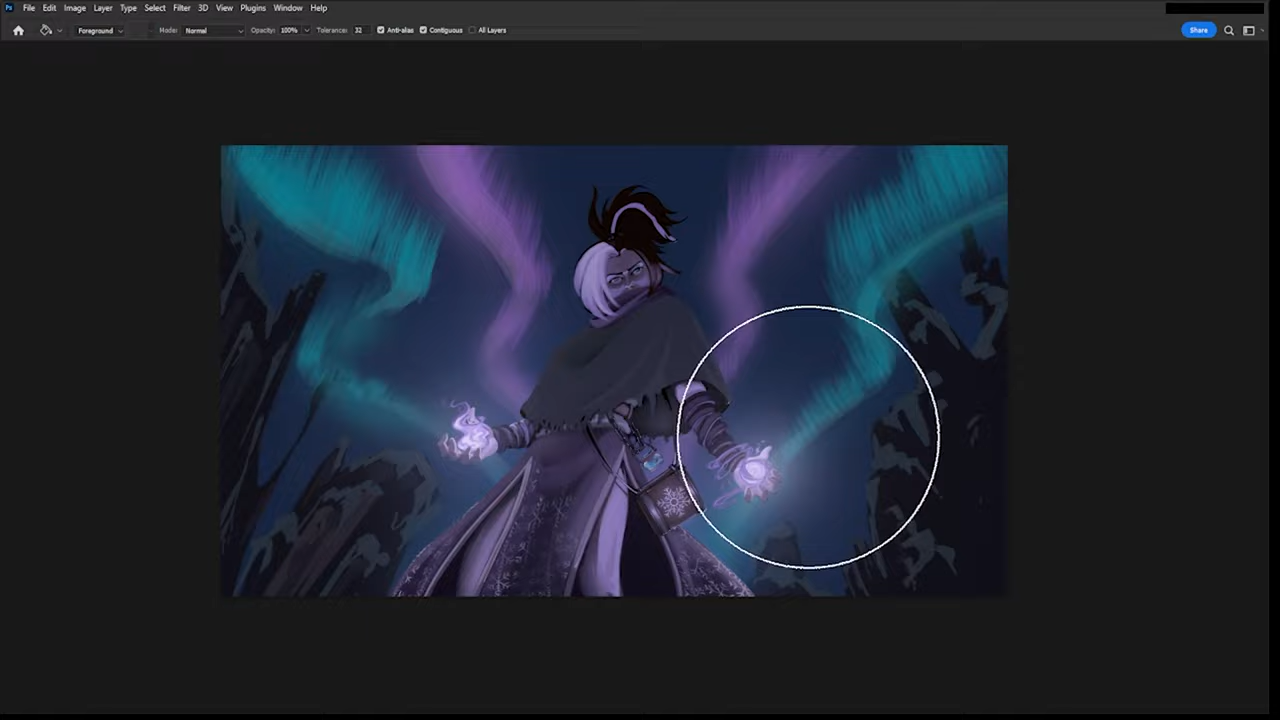 Ps File Edit Image Layer Type Select Filter 3D View Plugins Window Help
Foreground Mode: Normal Opacity: 100% Tolerance: 32 Anti-alias Contiguous All Layers Share